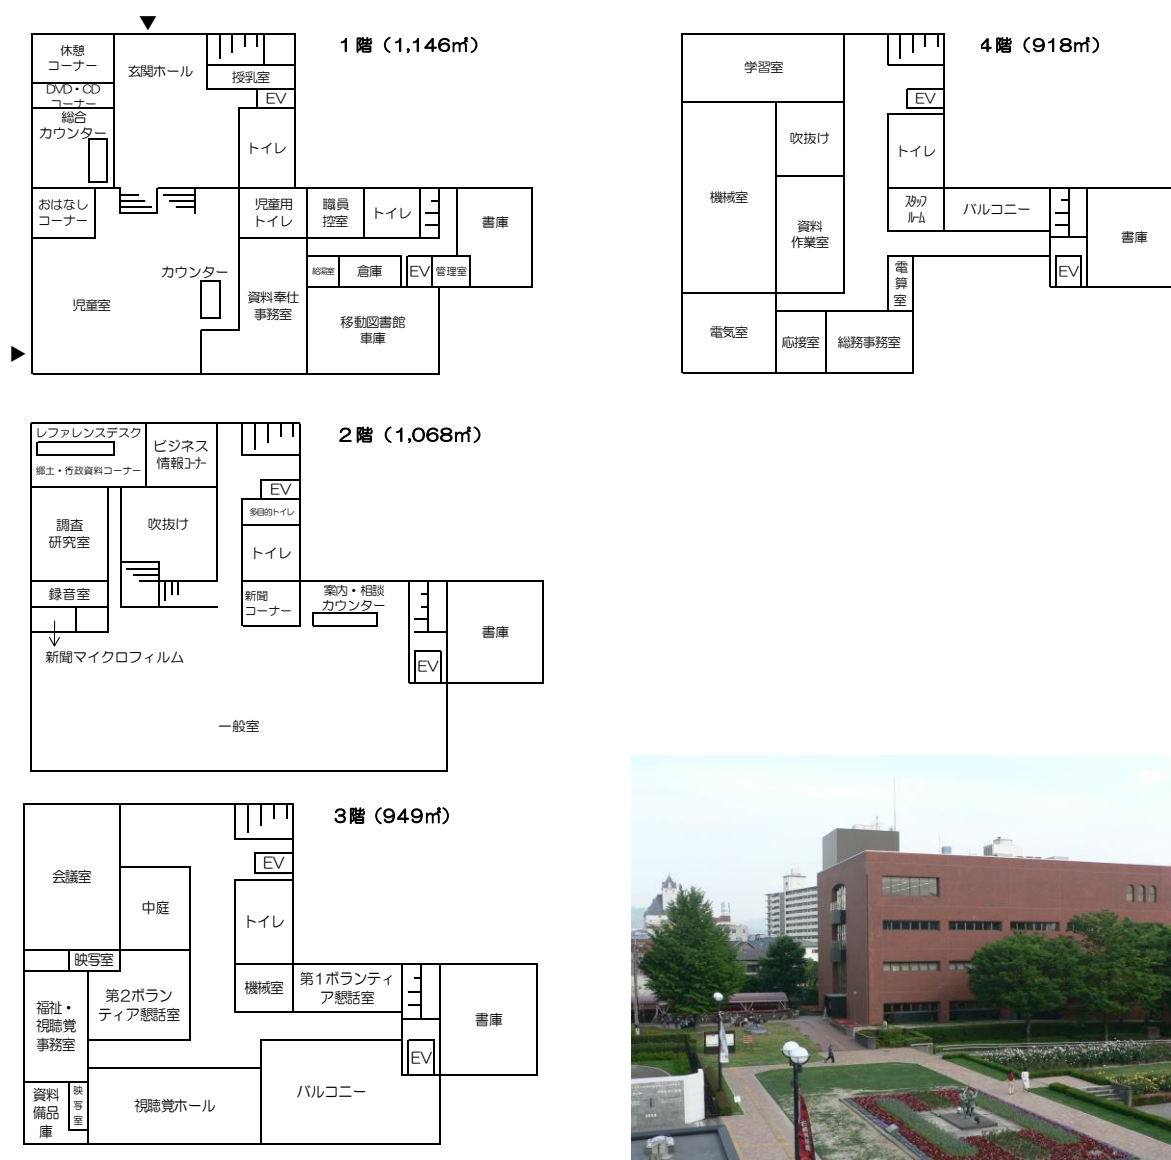 1階（1,146㎡）
休憩
コーナー
玄関ホール
授乳室
DVD・CD
コーナー
EV
総合
カウンター
トイレ
おはなし
コーナー
児童用
トイレ
職員
控室
トイレ
書庫
カウンター
給湯室
倉庫
EV
管理室
児童室
資料奉仕
事務室
移動図書館
車庫
2階（1,068㎡）
レファレンスデスク
郷土・行政資料コーナー
ビジネス
情報ｺｰﾅｰ
EV
多目的トイレ
調査
研究室
吹抜け
トイレ
録音室
新聞
コーナー
案内・相談
カウンター
書庫
新聞マイクロフィルム
EV
一般室
3階（949㎡）
会議室
EV
中庭
トイレ
映写室
機械室
第1ボランティ
ア懇話室
第2ボラン
ティア懇話室
福祉・
視聴覚
事務室
書庫
EV
資料
備品
庫
映
写
室
視聴覚ホール
バルコニー
4階（918㎡）
学習室
EV
吹抜け
トイレ
機械室
ｽﾀｯﾌ
ﾙｰﾑ
バルコニー
資料
作業室
書庫
電
算
室
EV
電気室
応接室
総務事務室